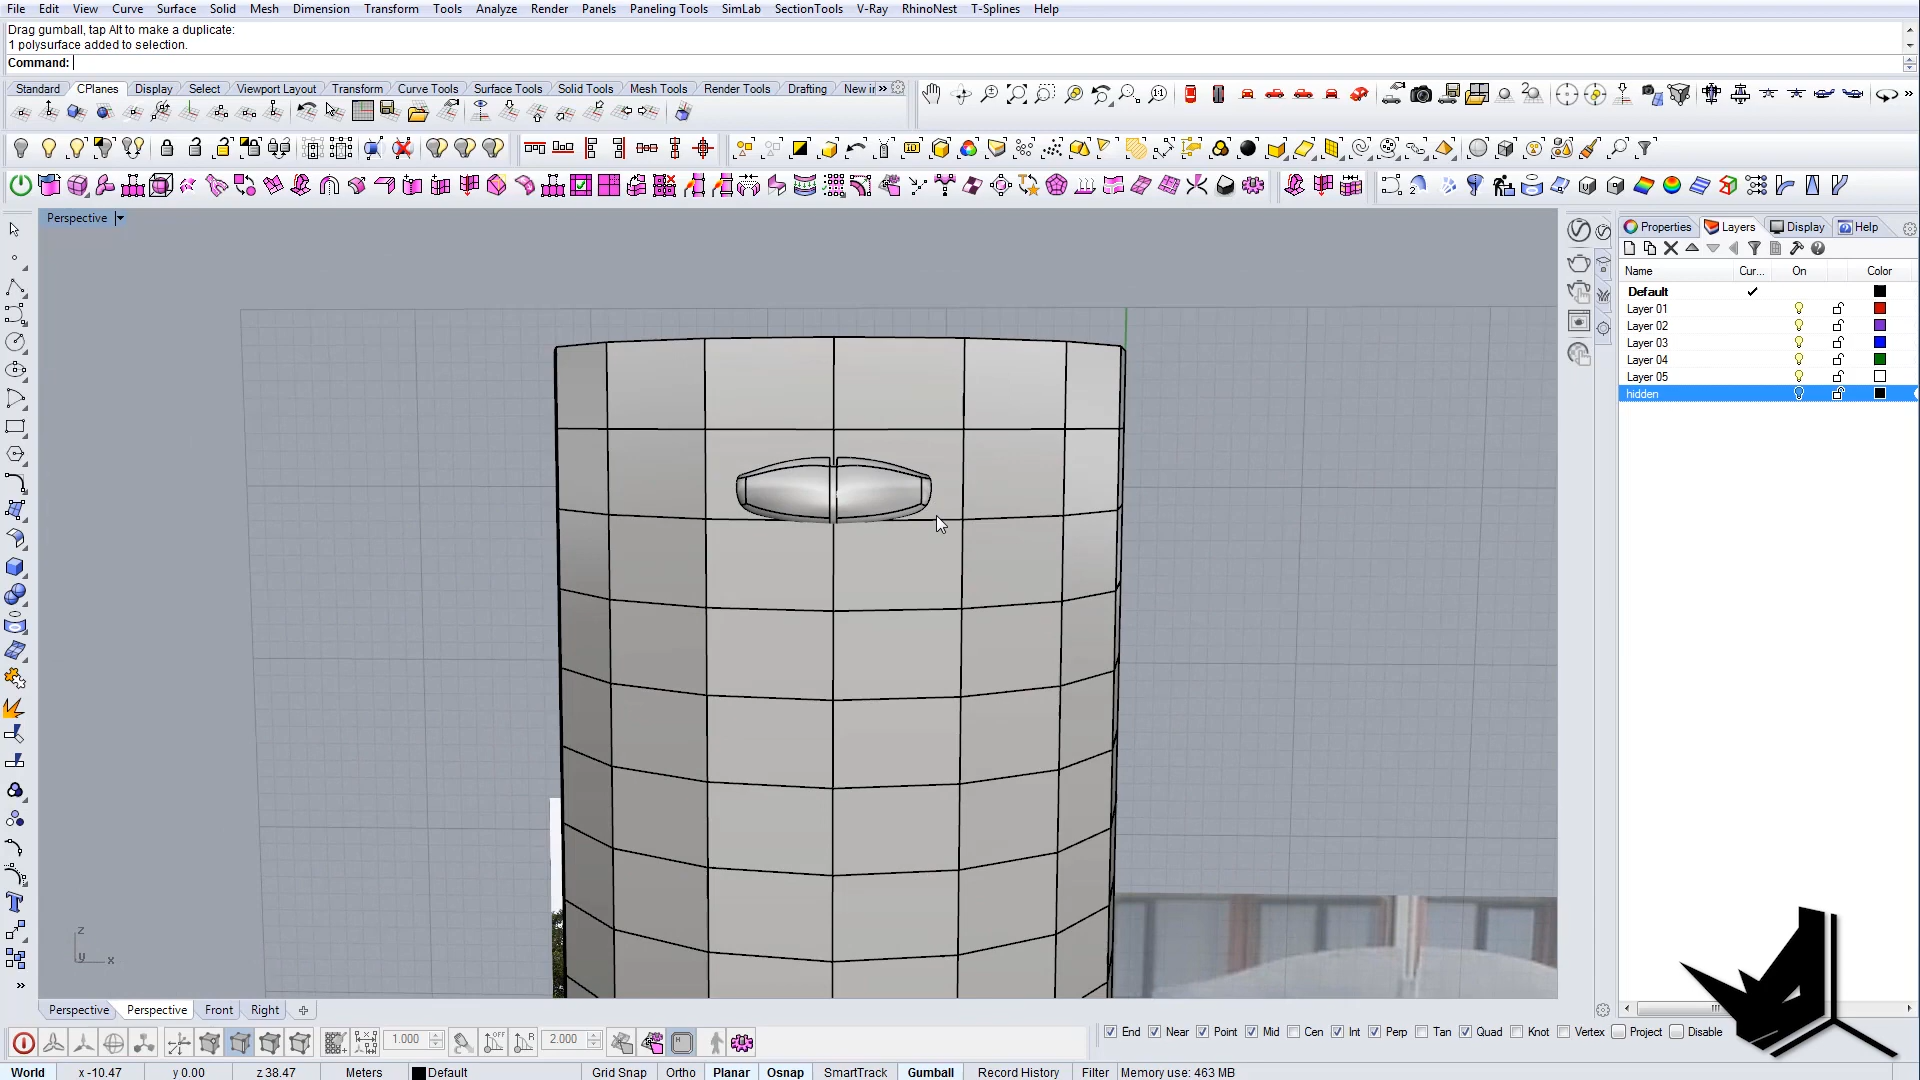 File Edit View Curve Surface Solid Mesh Dimension Transform Tools Analyze Render Panels Paneling Tools SimLab SectionTools V-Ray RhinoNest T-Splines Help
Drag gumball, tap Alt to make a duplicate:
1 polysurface added to selection.
Command:
Standard CPlanes Display Select Viewport Layout Transform Curve Tools Surface Tools Solid Tools Mesh Tools Render Tools Drafting New in »
Perspective
Properties Layers Display Help
Name Cur... On Color
Default
Layer 01
Layer 02
Layer 03
Layer 04
Layer 05
hidden
z
y x
Perspective Perspective Front Right
1.000 2.000 End Near Point Mid Cen Int Perp Tan Quad Knot Vertex Project Disable
World x -10.47 y 0.00 z 38.47 Meters Default Grid Snap Ortho Planar Osnap SmartTrack Gumball Record History Filter Memory use: 463 MB